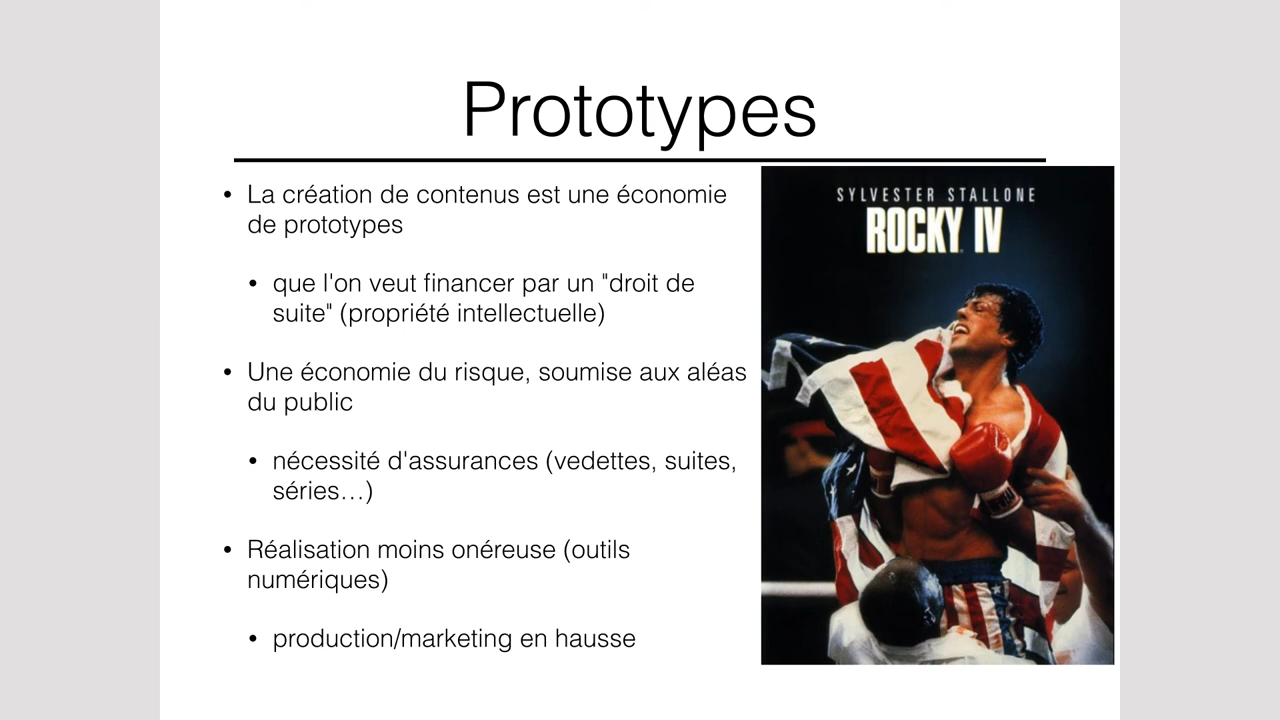 Prototypes
• La création de contenus est une économie
de prototypes
• que l'on veut financer par un "droit de
suite" (propriété intellectuelle)
• Une économie du risque, soumise aux aléas
du public
• nécessité d'assurances (vedettes, suites,
séries…)
• Réalisation moins onéreuse (outils
numériques)
• production/marketing en hausse
SYLVESTER STALLONE
ROCKY IV